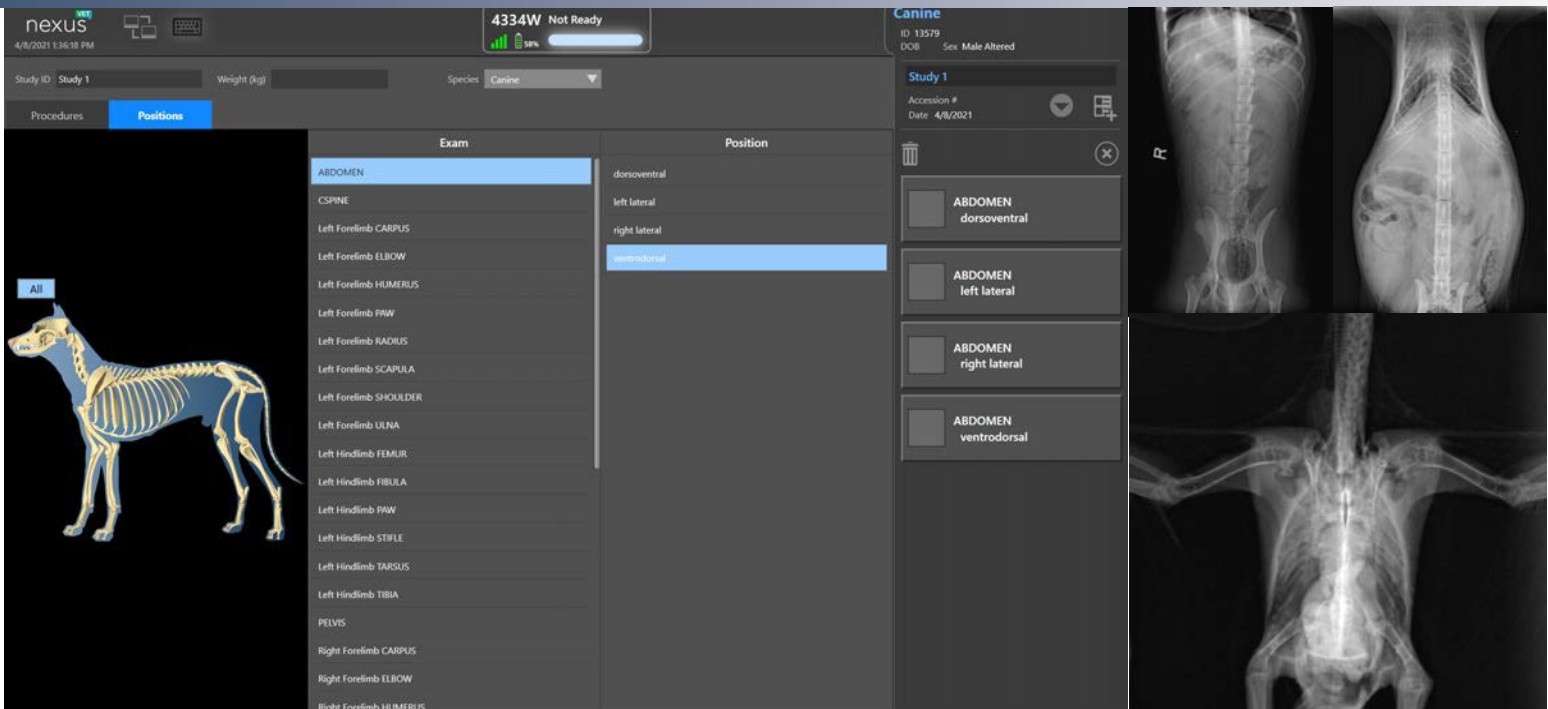 nexus VET
4/8/2021 1:36:18 PM
4334W Not Ready
58%
Study ID Study 1
Weight (kg)
Species Canine
Procedures
Positions
All
Exam
ABDOMEN
CSPINE
Left Forelimb CARPUS
Left Forelimb ELBOW
Left Forelimb HUMERUS
Left Forelimb PAW
Left Forelimb RADIUS
Left Forelimb SCAPULA
Left Forelimb SHOULDER
Left Forelimb ULNA
Left Hindlimb FEMUR
Left Hindlimb FIBULA
Left Hindlimb PAW
Left Hindlimb STIFLE
Left Hindlimb TARSUS
Left Hindlimb TIBIA
PELVIS
Right Forelimb CARPUS
Right Forelimb ELBOW
Right Forelimb HUMERUS
Position
dorsoventral
left lateral
right lateral
ventrodorsal
Canine
ID 13579
DOB Sex Male Altered
Study 1
Accession #
Date 4/8/2021
ABDOMEN
dorsoventral
ABDOMEN
left lateral
ABDOMEN
right lateral
ABDOMEN
ventrodorsal
R